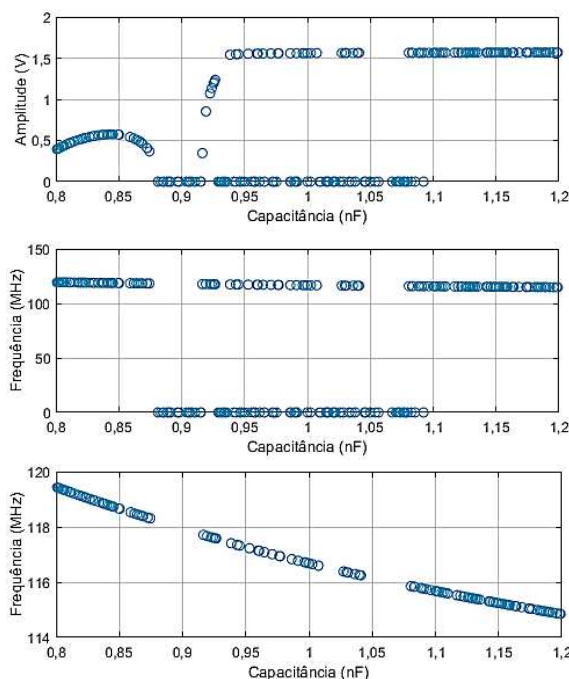 2
1,5
1
0,5
0
Amplitude (V)
0,8 0,85 0,9 0,95 1 1,05 1,1 1,15 1,2
Capacitância (nF)
150
100
50
0
Frequência (MHz)
0,8 0,85 0,9 0,95 1 1,05 1,1 1,15 1,2
Capacitância (nF)
120
118
116
114
Frequência (MHz)
0,8 0,85 0,9 0,95 1 1,05 1,1 1,15 1,2
Capacitância (nF)